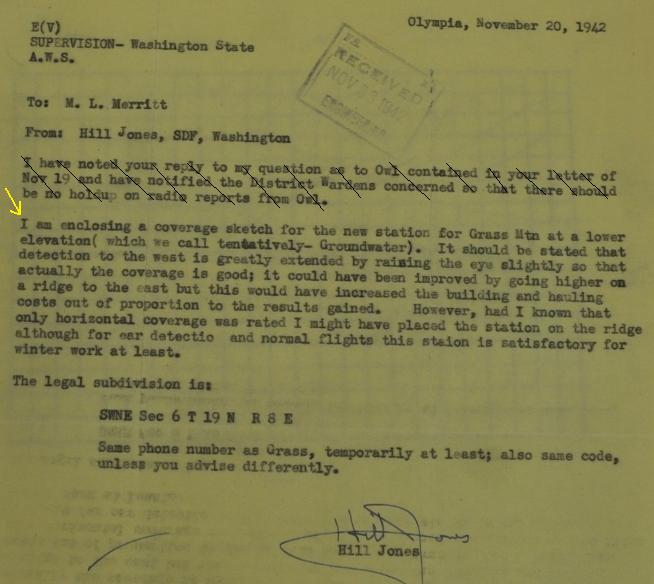 Olympia, November 20, 1942
E(V)
SUPERVISION- Washington State
A.W.S.
RECEIVED
NOV 1942
To: M. L. Merritt
From: Hill Jones, SDF, Washington
I have noted your reply to my question as to Owl contained in your letter of
Nov 19 and have notified the District Wardens concerned so that there should
be no holdup on radio reports from Owl.
I am enclosing a coverage sketch for the new station for Grass Mtn at a lower
elevation( which we call tentatively- Groundwater). It should be stated that
detection to the west is greatly extended by raising the eye slightly so that
actually the coverage is good; it could have been improved by going higher on
a ridge to the east but this would have increased the building and hauling
costs out of proportion to the results gained. However, had I known that
only horizontal coverage was rated I might have placed the station on the ridge
although for ear detectio and normal flights this staion is satisfactory for
winter work at least.
The legal subdivision is:
SWNE Sec 6 T 19 N R 8 E
Same phone number as Grass, temporarily at least; also same code,
unless you advise differently.
Hill Jones
Hill Jones